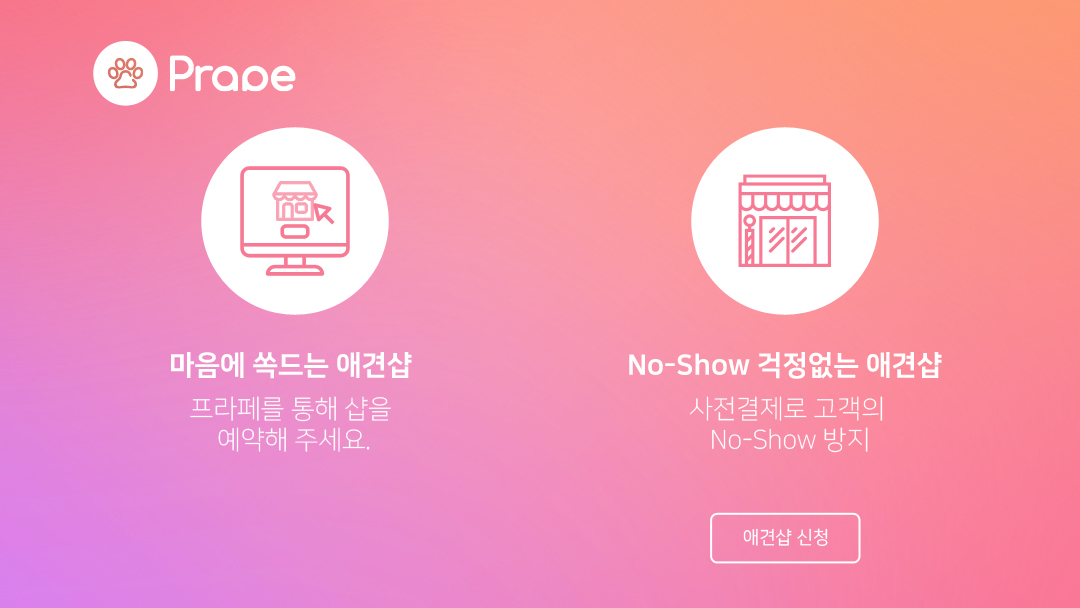 Prape
마음에 쏙드는 애견샵
프라페를 통해 샵을
예약해 주세요.
No-Show 걱정없는 애견샵
사전결제로 고객의
No-Show 방지
애견샵 신청